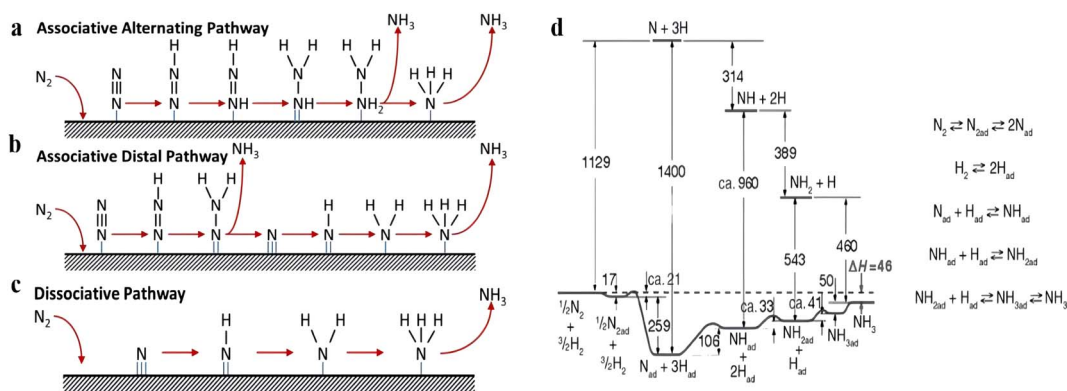 a Associative Alternating Pathway
NH₃
NH₃
N₂
N
N
H
N
N
H
N
NH
H H
N
NH
H H
N
NH₂
H H H
N
b Associative Distal Pathway
NH₃
NH₃
N₂
N
N
H
N
N
H H
N
N
N
H
N
H H
N
H H H
N
c Dissociative Pathway
NH₃
N₂
N
H
N
H H
N
H H H
N
d
N + 3H
314
NH + 2H
1129
1400
ca. 960
389
NH₂ + H
543
460
17
ca. 21
259
106
ca. 33
ca. 41
50
ΔH = 46
½N₂
+
³⁄₂H₂
½N₂ad
+
³⁄₂H₂
Nad + 3Had
NHad
+
2Had
NH₂ad
+
Had
NH₃ad
NH₃
N₂ ⇄ N₂ad ⇄ 2Nad
H₂ ⇄ 2Had
Nad + Had ⇄ NHad
NHad + Had ⇄ NH₂ad
NH₂ad + Had ⇄ NH₃ad ⇄ NH₃